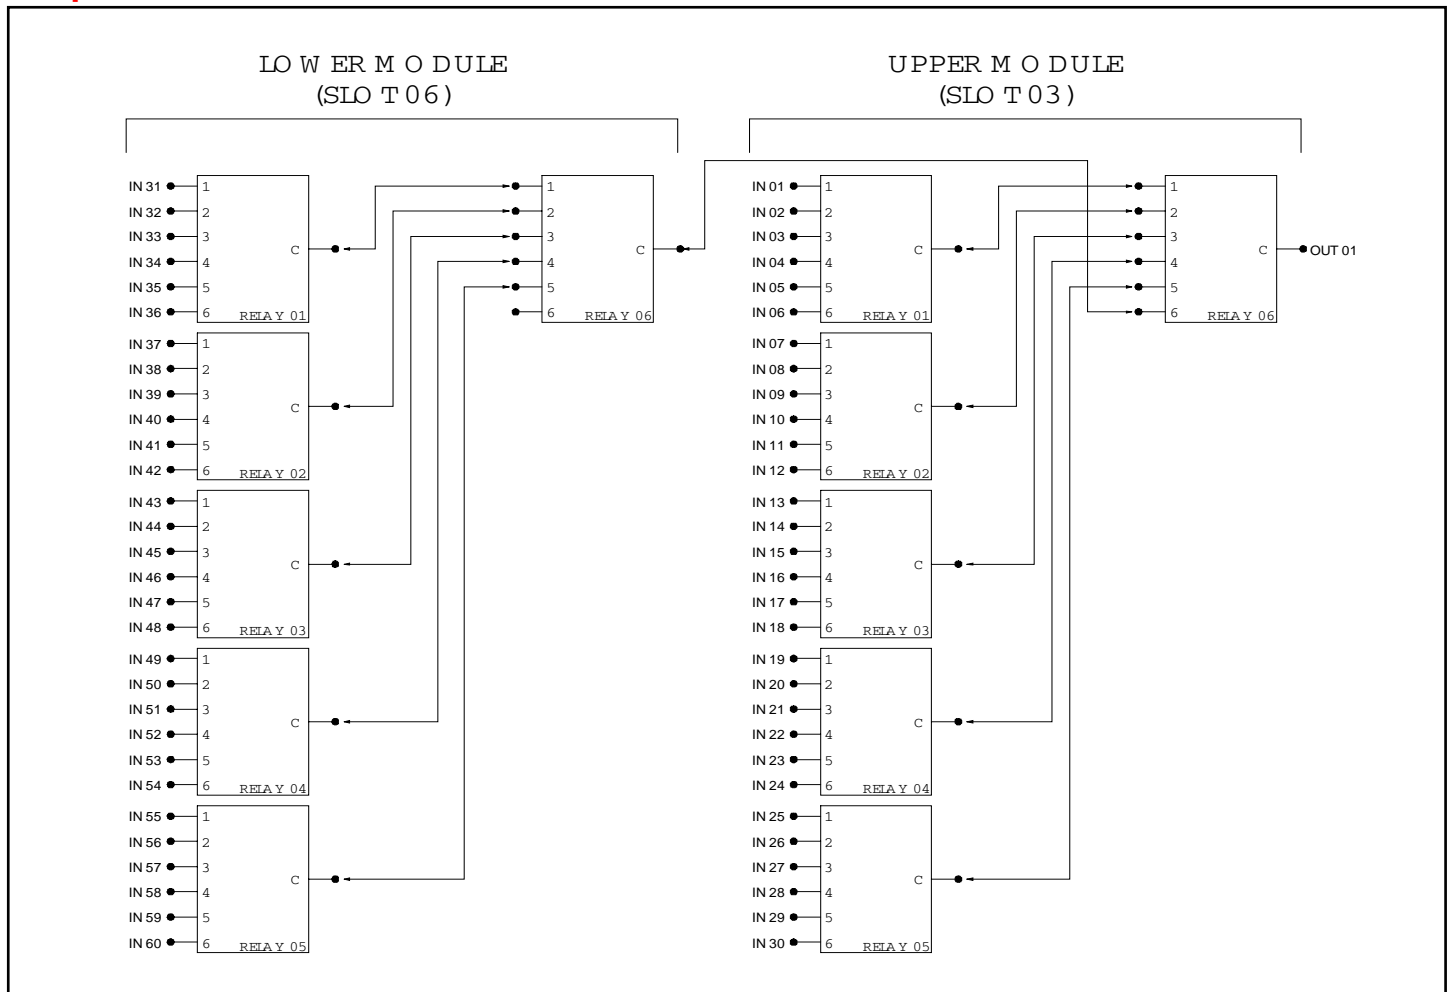 LOWER MODULE
(SLOT 06)
UPPER MODULE
(SLOT 03)
IN 31 1
IN 32 2
IN 33 3
IN 34 4
IN 35 5
IN 36 6
C
RELAY 01
IN 37 1
IN 38 2
IN 39 3
IN 40 4
IN 41 5
IN 42 6
C
RELAY 02
IN 43 1
IN 44 2
IN 45 3
IN 46 4
IN 47 5
IN 48 6
C
RELAY 03
IN 49 1
IN 50 2
IN 51 3
IN 52 4
IN 53 5
IN 54 6
C
RELAY 04
IN 55 1
IN 56 2
IN 57 3
IN 58 4
IN 59 5
IN 60 6
C
RELAY 05
1
2
3
4
5
6
C
RELAY 06
IN 01 1
IN 02 2
IN 03 3
IN 04 4
IN 05 5
IN 06 6
C
RELAY 01
IN 07 1
IN 08 2
IN 09 3
IN 10 4
IN 11 5
IN 12 6
C
RELAY 02
IN 13 1
IN 14 2
IN 15 3
IN 16 4
IN 17 5
IN 18 6
C
RELAY 03
IN 19 1
IN 20 2
IN 21 3
IN 22 4
IN 23 5
IN 24 6
C
RELAY 04
IN 25 1
IN 26 2
IN 27 3
IN 28 4
IN 29 5
IN 30 6
C
RELAY 05
1
2
3
4
5
6
C
RELAY 06
OUT 01